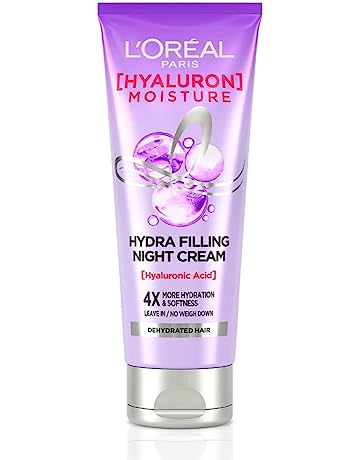 L'ORÉAL
PARIS
[HYALURON]
MOISTURE
HYDRA FILLING
NIGHT CREAM
[Hyaluronic Acid]
4X MORE HYDRATION
& SOFTNESS
LEAVE IN / NO WEIGH DOWN
DEHYDRATED HAIR